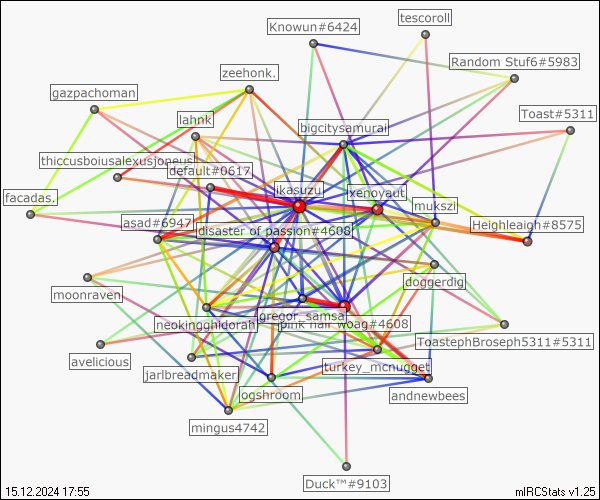 tescoroll
Knowun#6424
Random Stuf6#5983
zeehonk.
gazpachoman
Toast#5311
lahnk
bigcitysamurai
thiccusboiusalexusjoneus
default#0617
ikasuzu
xenoyaut
mukszi
facadas.
asad#6947
disaster of passion#4608
Heighleaigh#8575
doggerdig
moonraven
gregor_samsa
neokingghidorah
pink han_woag#4608
ToastephBroseph5311#5311
avelicious
jarlbreadmaker
turkey_mcnugget
ogshroom
andnewbees
mingus4742
Duck™#9103
15.12.2024 17:55
mIRCStats v1.25